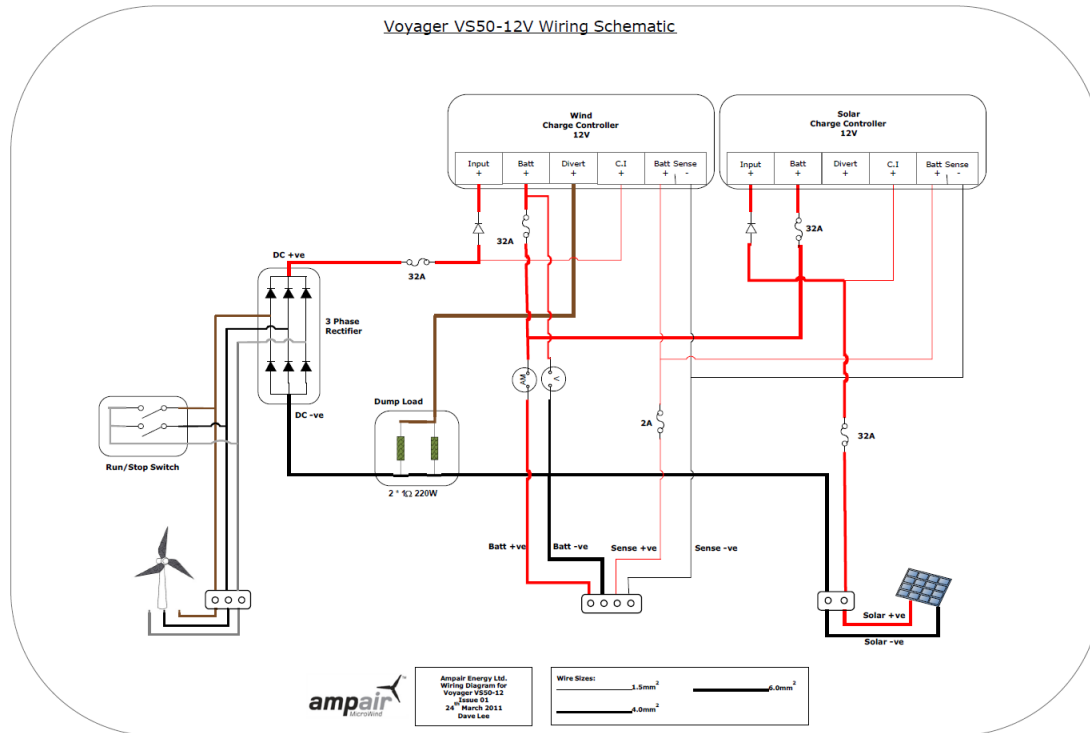 Voyager VS50-12V Wiring Schematic
Wind
Charge Controller
12V
Input
+
Batt
+
Divert
+
C.I
+
Batt Sense
+ -
Solar
Charge Controller
12V
Input
+
Batt
+
Divert
+
C.I
+
Batt Sense
+ -
32A
32A
DC +ve
32A
3 Phase
Rectifier
AM
V
DC -ve
Dump Load
2A
32A
Run/Stop Switch
2 * 1Ω 220W
Batt +ve
Batt -ve
Sense +ve
Sense -ve
Solar +ve
Solar -ve
ampair™
MicroWind
Ampair Energy Ltd.
Wiring Diagram for
Voyager VS50-12
Issue 01
24th March 2011
Dave Lee
Wire Sizes:
1.5mm²
6.0mm²
4.0mm²